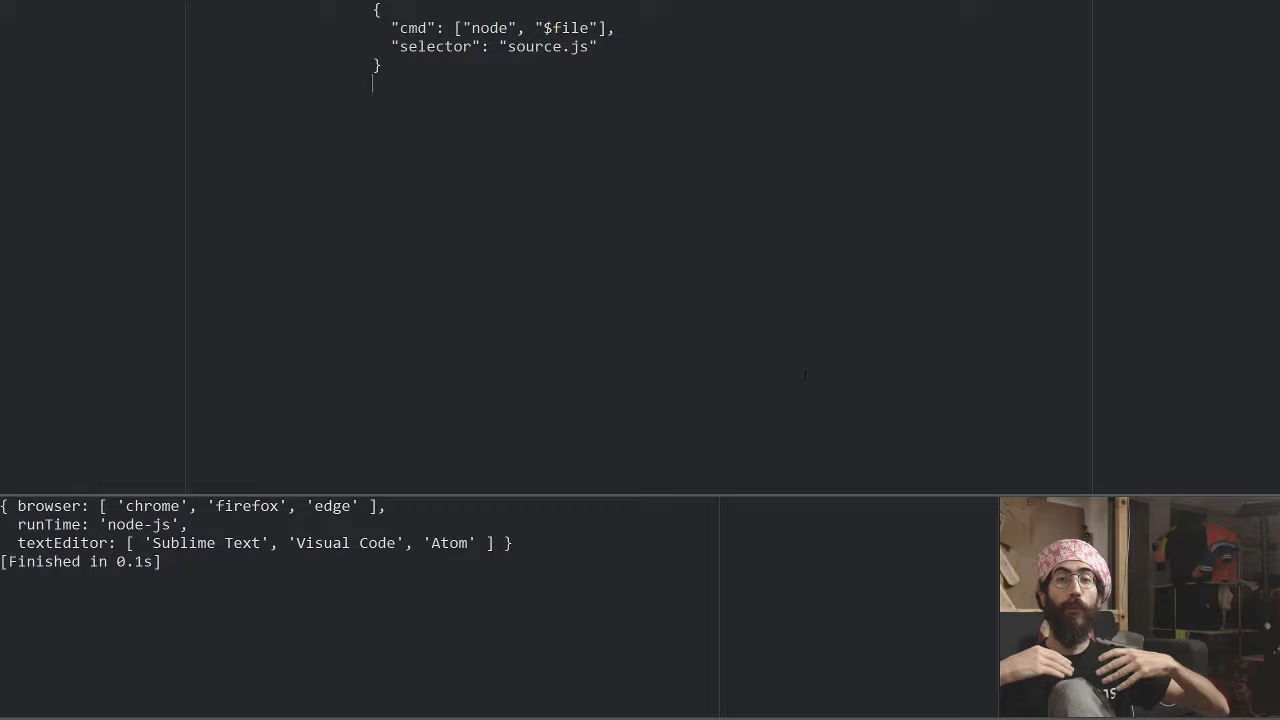 {
  "cmd": ["node", "$file"],
  "selector": "source.js"
}
{ browser: [ 'chrome', 'firefox', 'edge' ],
  runTime: 'node-js',
  textEditor: [ 'Sublime Text', 'Visual Code', 'Atom' ] }
[Finished in 0.1s]